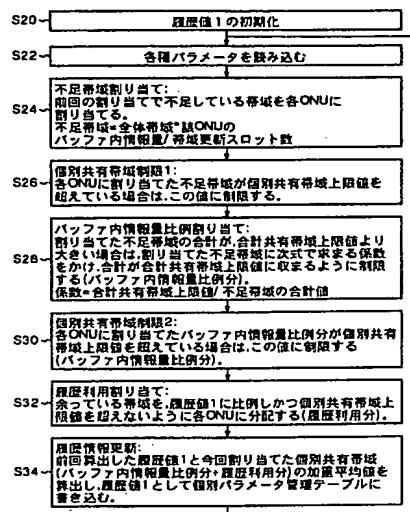 S20
履歴値1の初期化
S22
各種パラメータを読み込む
S24
不足帯域割り当て:
前回の割り当てで不足している帯域を各ONUに
割り当てる。
不足帯域=全体帯域*該ONUの
バッファ内情報量/帯域更新スロット数
S26
個別共有帯域制限1:
各ONUに割り当てた不足帯域が個別共有帯域上限値を
超えている場合は、この値に制限する。
S28
バッファ内情報量比例割り当て:
割り当てた不足帯域の合計が、合計共有帯域上限値より
大きい場合は、割り当てた不足帯域に次式で求まる係数
をかけ、合計が合計共有帯域上限値に収まるように制限
する(バッファ内情報量比例分)。
係数=合計共有帯域上限値/不足帯域の合計値
S30
個別共有帯域制限2:
各ONUに割り当てたバッファ内情報量比例分が個別共有
帯域上限値を超えている場合は、この値に制限する
(バッファ内情報量比例分)。
S32
履歴利用割り当て:
余っている帯域を、履歴値1に比例しかつ個別共有帯域上
限値を超えないように各ONUに分配する(履歴利用分)。
S34
履歴情報更新:
前回算出した履歴値1と今回割り当てた個別共有帯域
(バッファ内情報量比例分+履歴利用分)の加重平均値を
算出し、履歴値1として個別パラメータ管理テーブルに
書き込む。